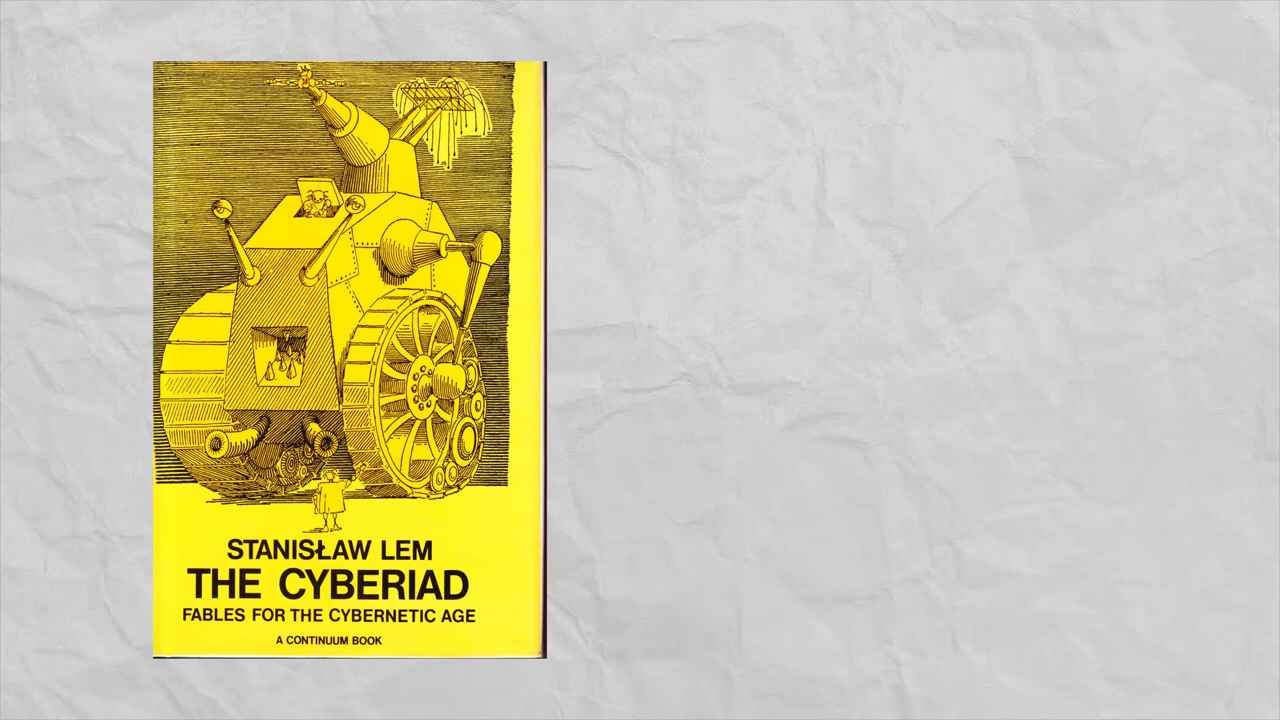 STANISŁAW LEM
THE CYBERIAD
FABLES FOR THE CYBERNETIC AGE
A CONTINUUM BOOK